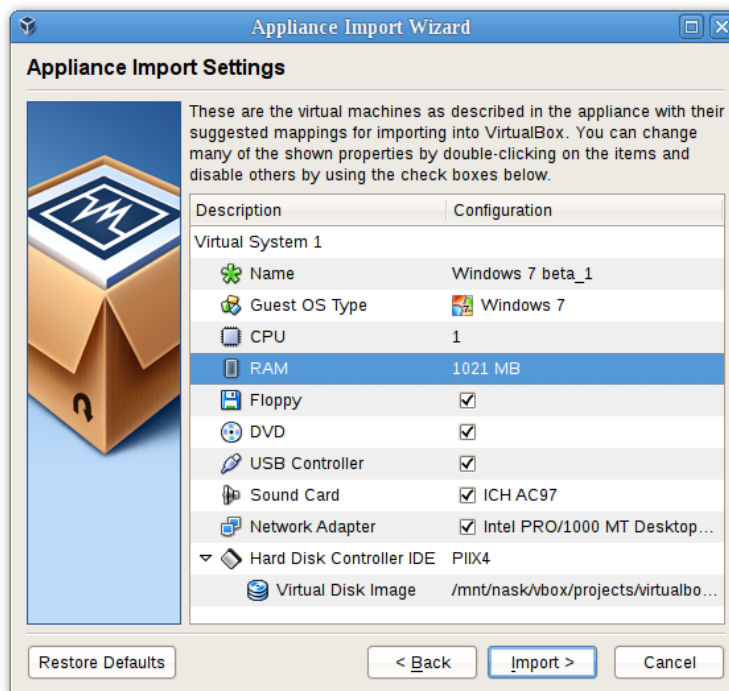 Appliance Import Wizard
Appliance Import Settings
These are the virtual machines as described in the appliance with their
suggested mappings for importing into VirtualBox. You can change
many of the shown properties by double-clicking on the items and
disable others by using the check boxes below.
Description Configuration
Virtual System 1
Name Windows 7 beta_1
Guest OS Type Windows 7
CPU 1
RAM 1021 MB
Floppy
DVD
USB Controller
Sound Card ICH AC97
Network Adapter Intel PRO/1000 MT Desktop...
Hard Disk Controller IDE PIIX4
Virtual Disk Image /mnt/nask/vbox/projects/virtualbo...
Restore Defaults < Back Import > Cancel